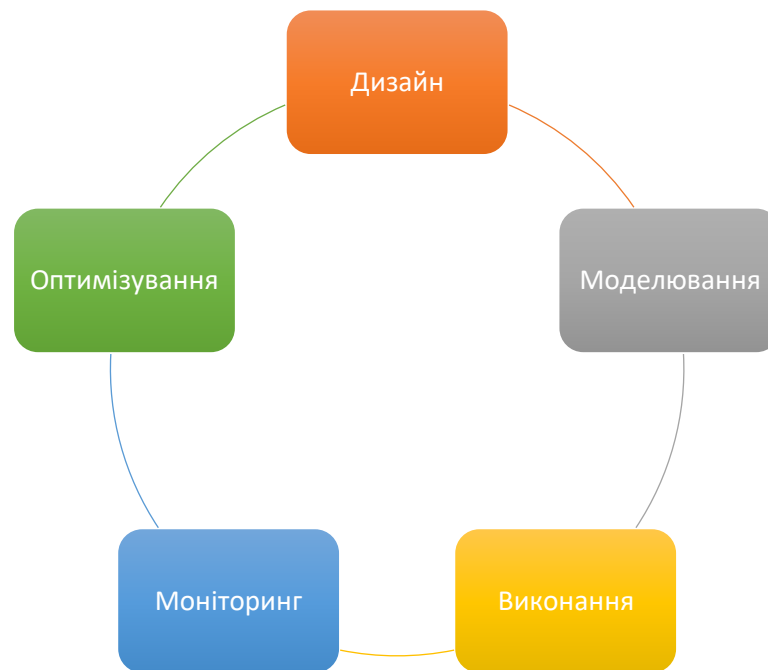 Дизайн
Моделювання
Виконання
Моніторинг
Оптимізування